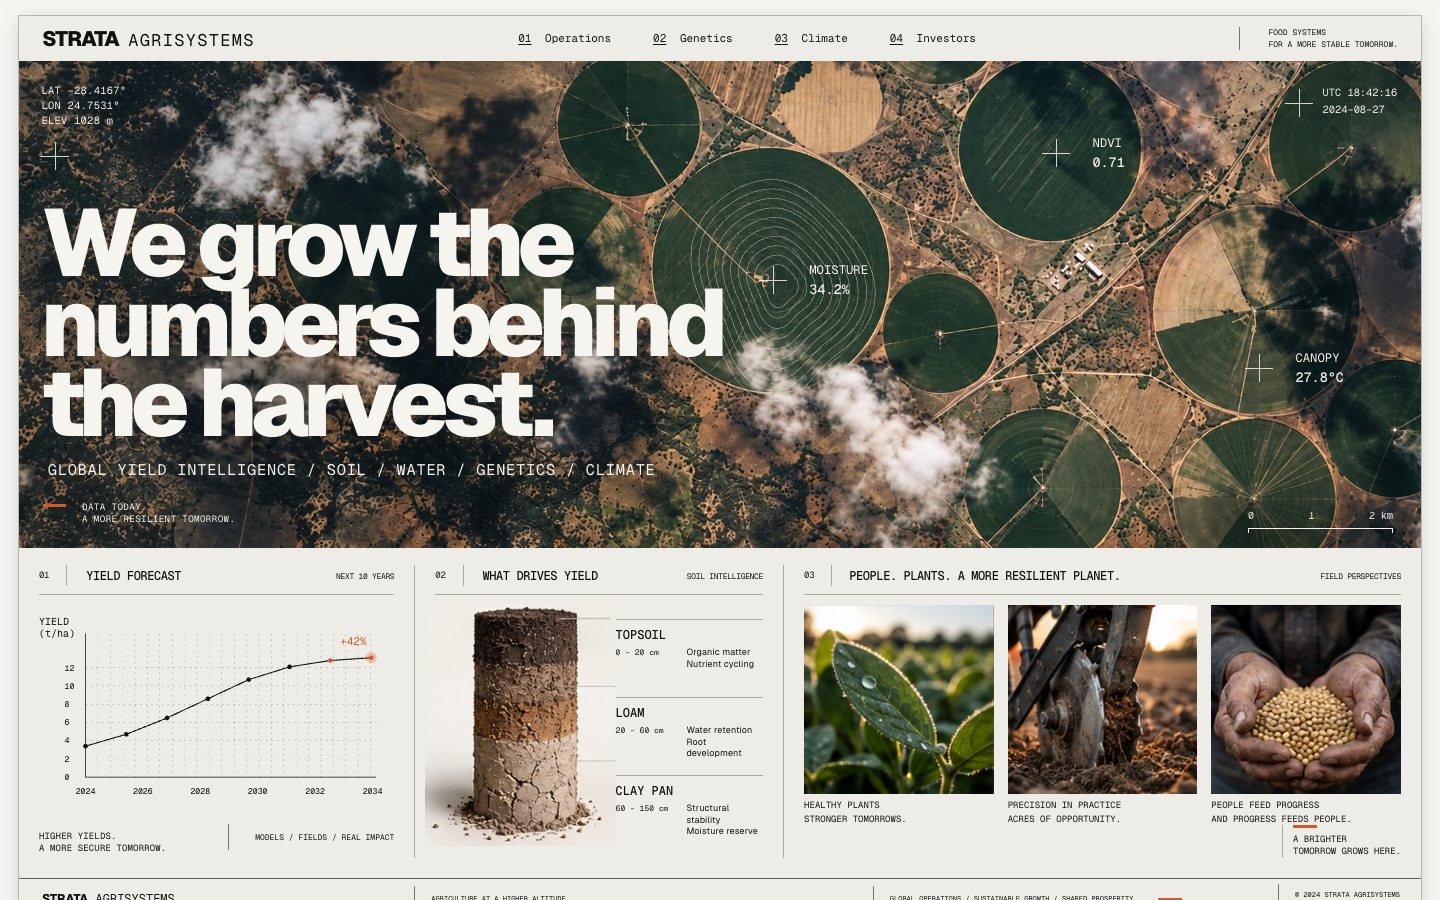 STRATA AGRISYSTEMS
01 Operations
02 Genetics
03 Climate
04 Investors
FOOD SYSTEMS
FOR A MORE STABLE TOMORROW.
LAT -28.4167°
LON 24.7531°
ELEV 1028 m
UTC 18:42:16
2024-08-27
NDVI
0.71
MOISTURE
34.2%
CANOPY
27.8°C
We grow the
numbers behind
the harvest.
GLOBAL YIELD INTELLIGENCE / SOIL / WATER / GENETICS / CLIMATE
DATA TODAY.
A MORE RESILIENT TOMORROW.
0 1 2 km
01 YIELD FORECAST NEXT 10 YEARS
YIELD
(t/ha)
+42%
12
10
8
6
4
2
0
2024 2026 2028 2030 2032 2034
HIGHER YIELDS.
A MORE SECURE TOMORROW.
MODELS / FIELDS / REAL IMPACT
02 WHAT DRIVES YIELD SOIL INTELLIGENCE
TOPSOIL
0 - 20 cm
Organic matter
Nutrient cycling
LOAM
20 - 60 cm
Water retention
Root
development
CLAY PAN
60 - 150 cm
Structural
stability
Moisture reserve
03 PEOPLE. PLANTS. A MORE RESILIENT PLANET. FIELD PERSPECTIVES
HEALTHY PLANTS
STRONGER TOMORROWS.
PRECISION IN PRACTICE
ACRES OF OPPORTUNITY.
PEOPLE FEED PROGRESS
AND PROGRESS FEEDS PEOPLE.
A BRIGHTER
TOMORROW GROWS HERE.
STRATA AGRISYSTEMS
AGRICULTURE AT A HIGHER ALTITUDE
GLOBAL OPERATIONS / SUSTAINABLE GROWTH / SHARED PROSPERITY
© 2024 STRATA AGRISYSTEMS